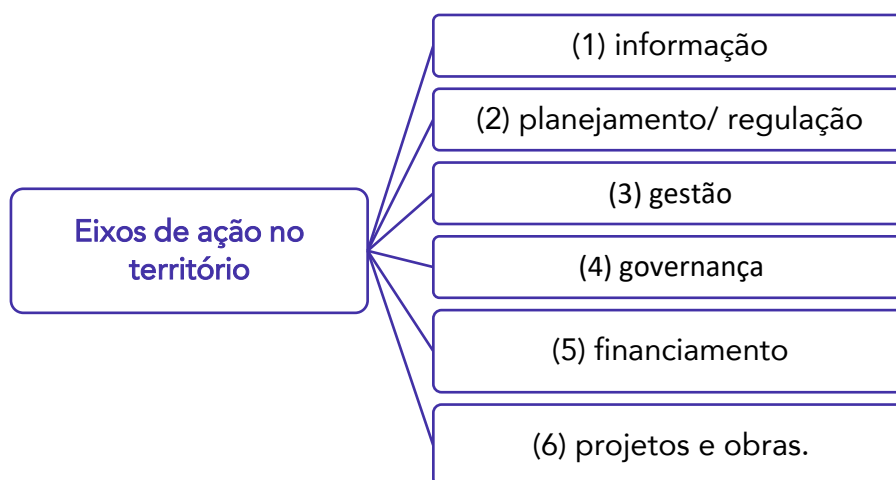 Eixos de ação no
território
(1) informação
(2) planejamento/ regulação
(3) gestão
(4) governança
(5) financiamento
(6) projetos e obras.